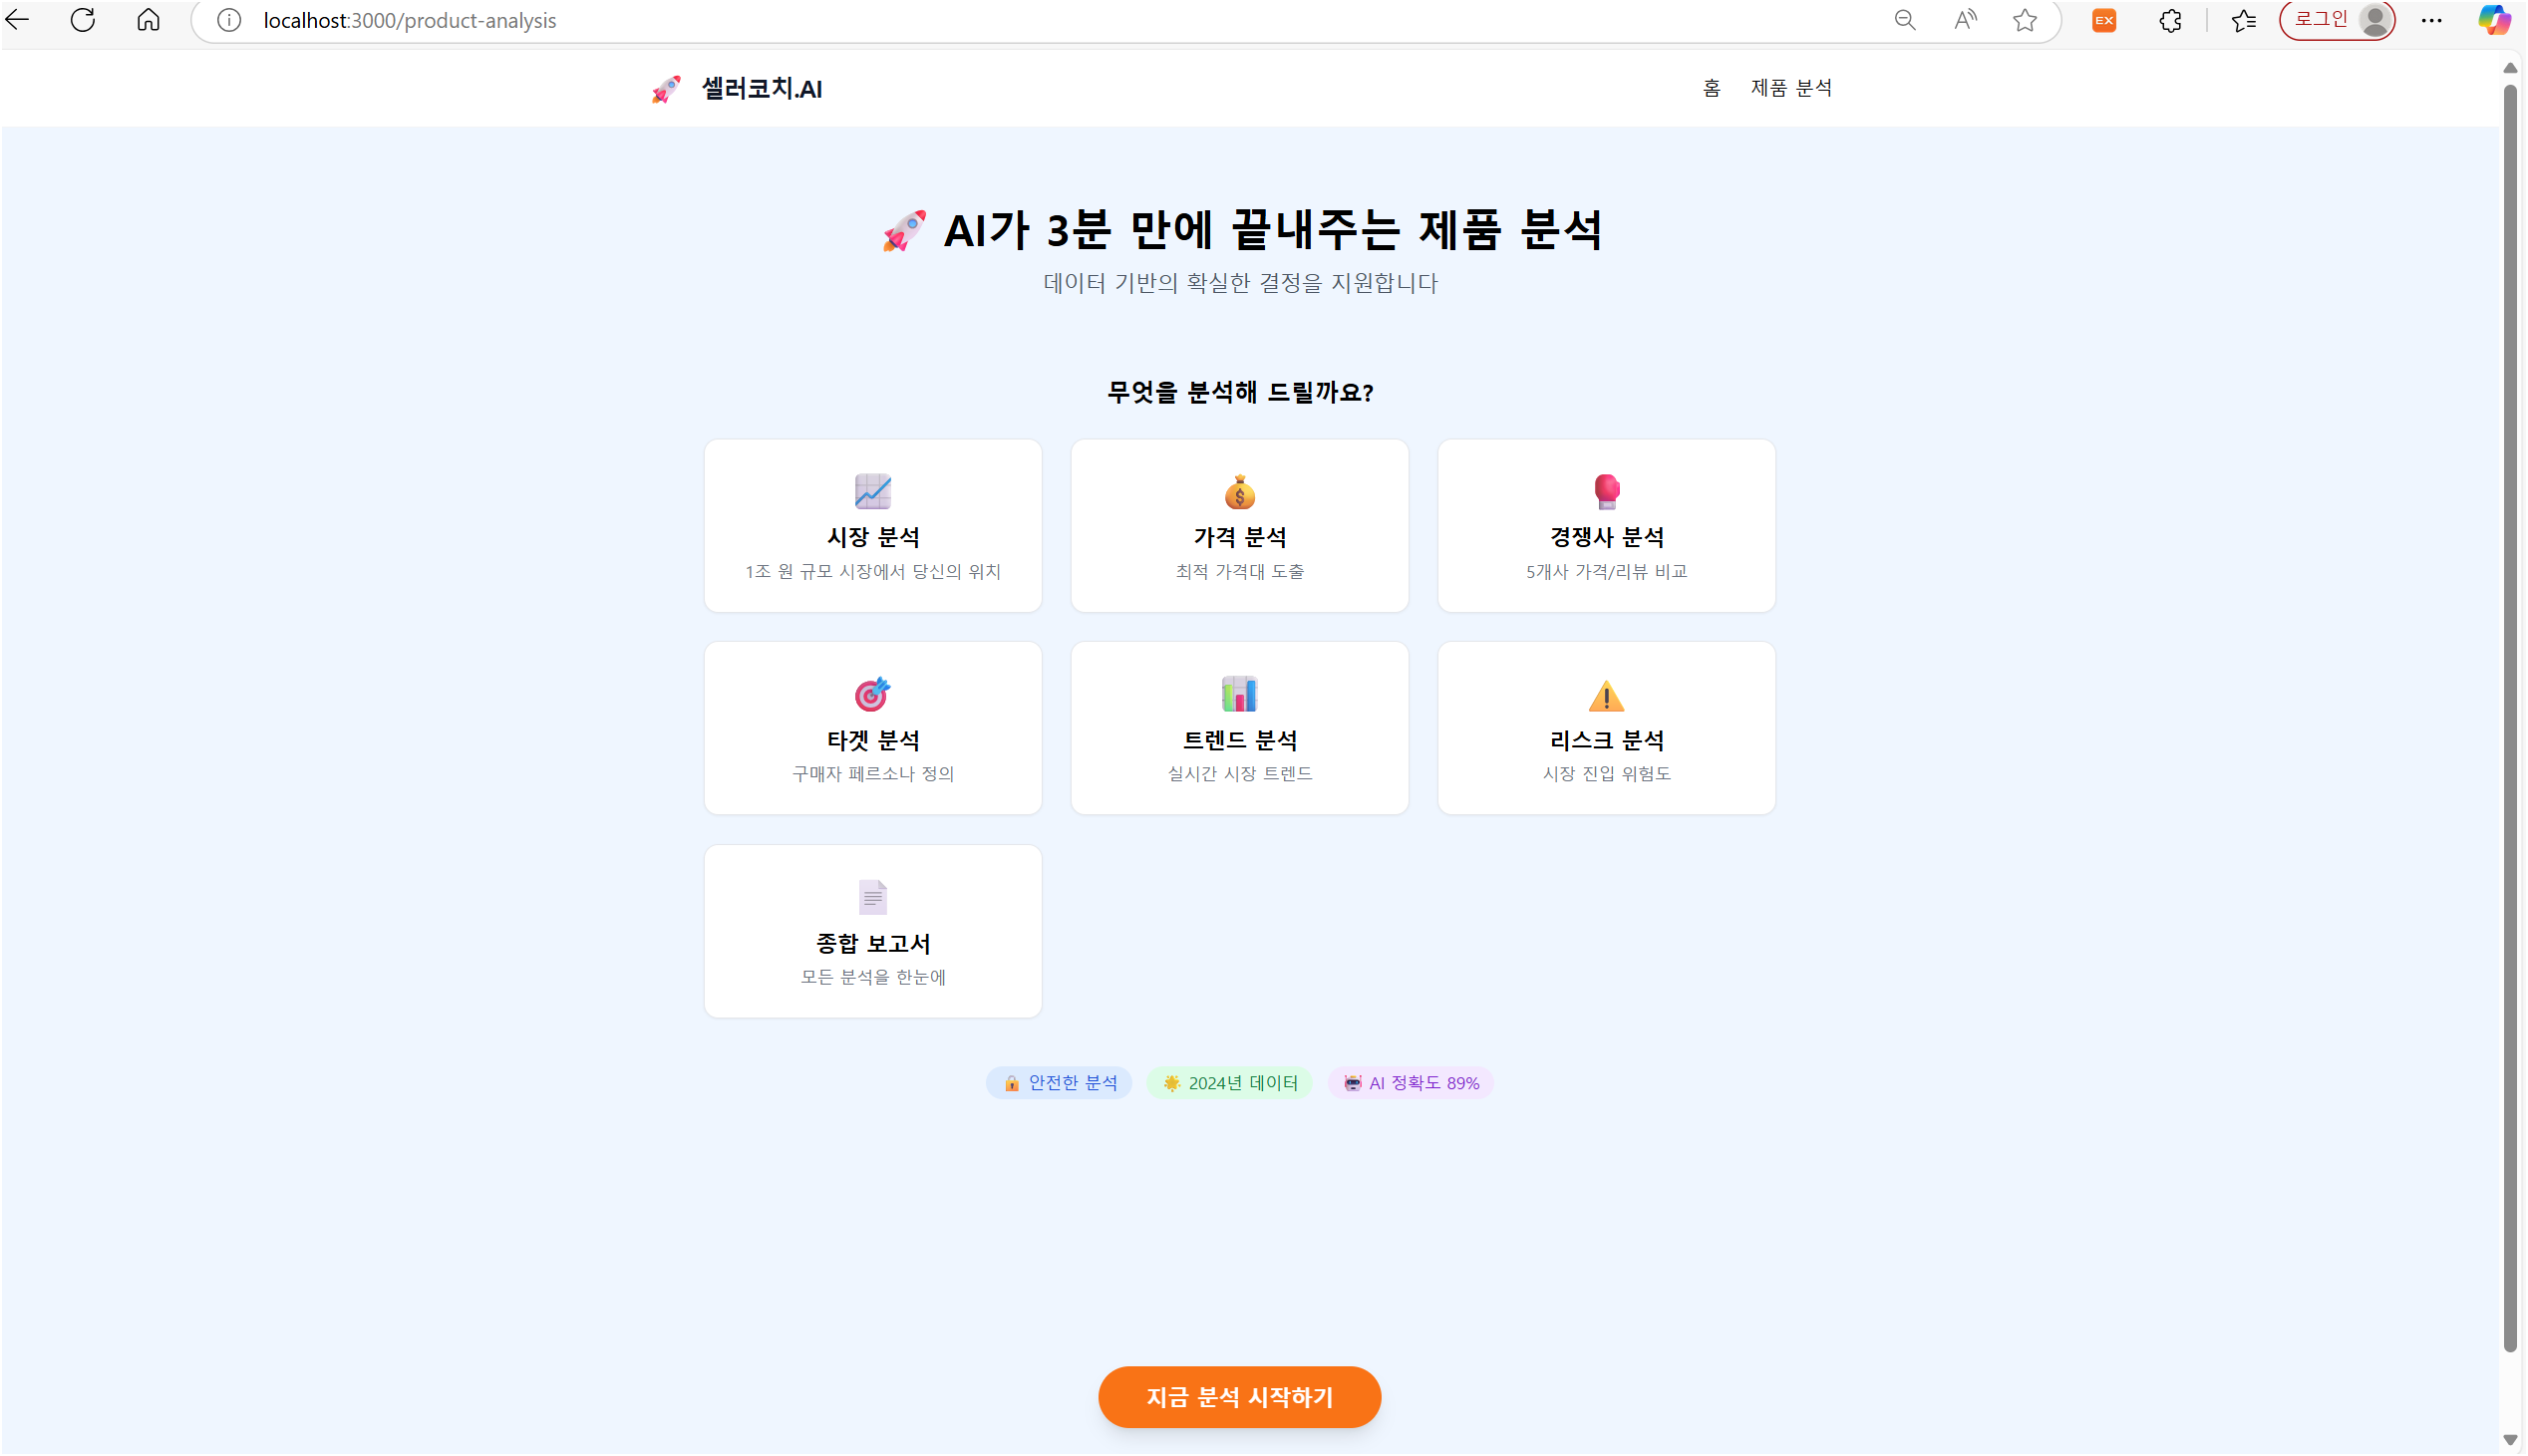 localhost:3000/product-analysis
EX
로그인
셀러코치.AI
홈
제품 분석
AI가 3분 만에 끝내주는 제품 분석
데이터 기반의 확실한 결정을 지원합니다
무엇을 분석해 드릴까요?
시장 분석
1조 원 규모 시장에서 당신의 위치
가격 분석
최적 가격대 도출
경쟁사 분석
5개사 가격/리뷰 비교
타겟 분석
구매자 페르소나 정의
트렌드 분석
실시간 시장 트렌드
리스크 분석
시장 진입 위험도
종합 보고서
모든 분석을 한눈에
안전한 분석
2024년 데이터
AI 정확도 89%
지금 분석 시작하기